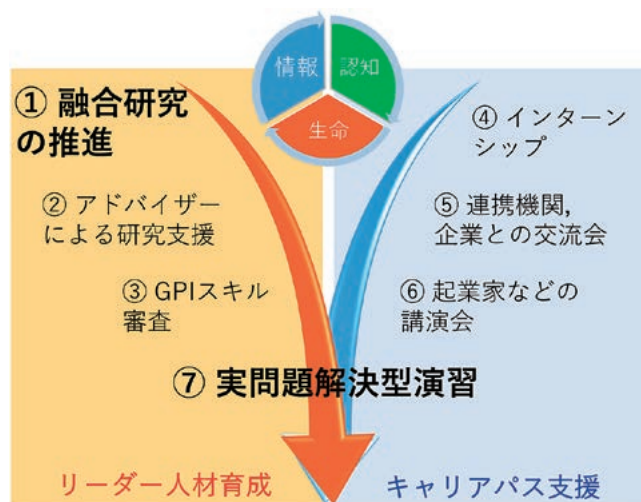 情報
認知
生命
① 融合研究
の推進
② アドバイザー
による研究支援
③ GPIスキル
審査
④ インターン
シップ
⑤ 連携機関,
企業との交流会
⑥ 起業家などの
講演会
⑦ 実問題解決型演習
リーダー人材育成
キャリアパス支援